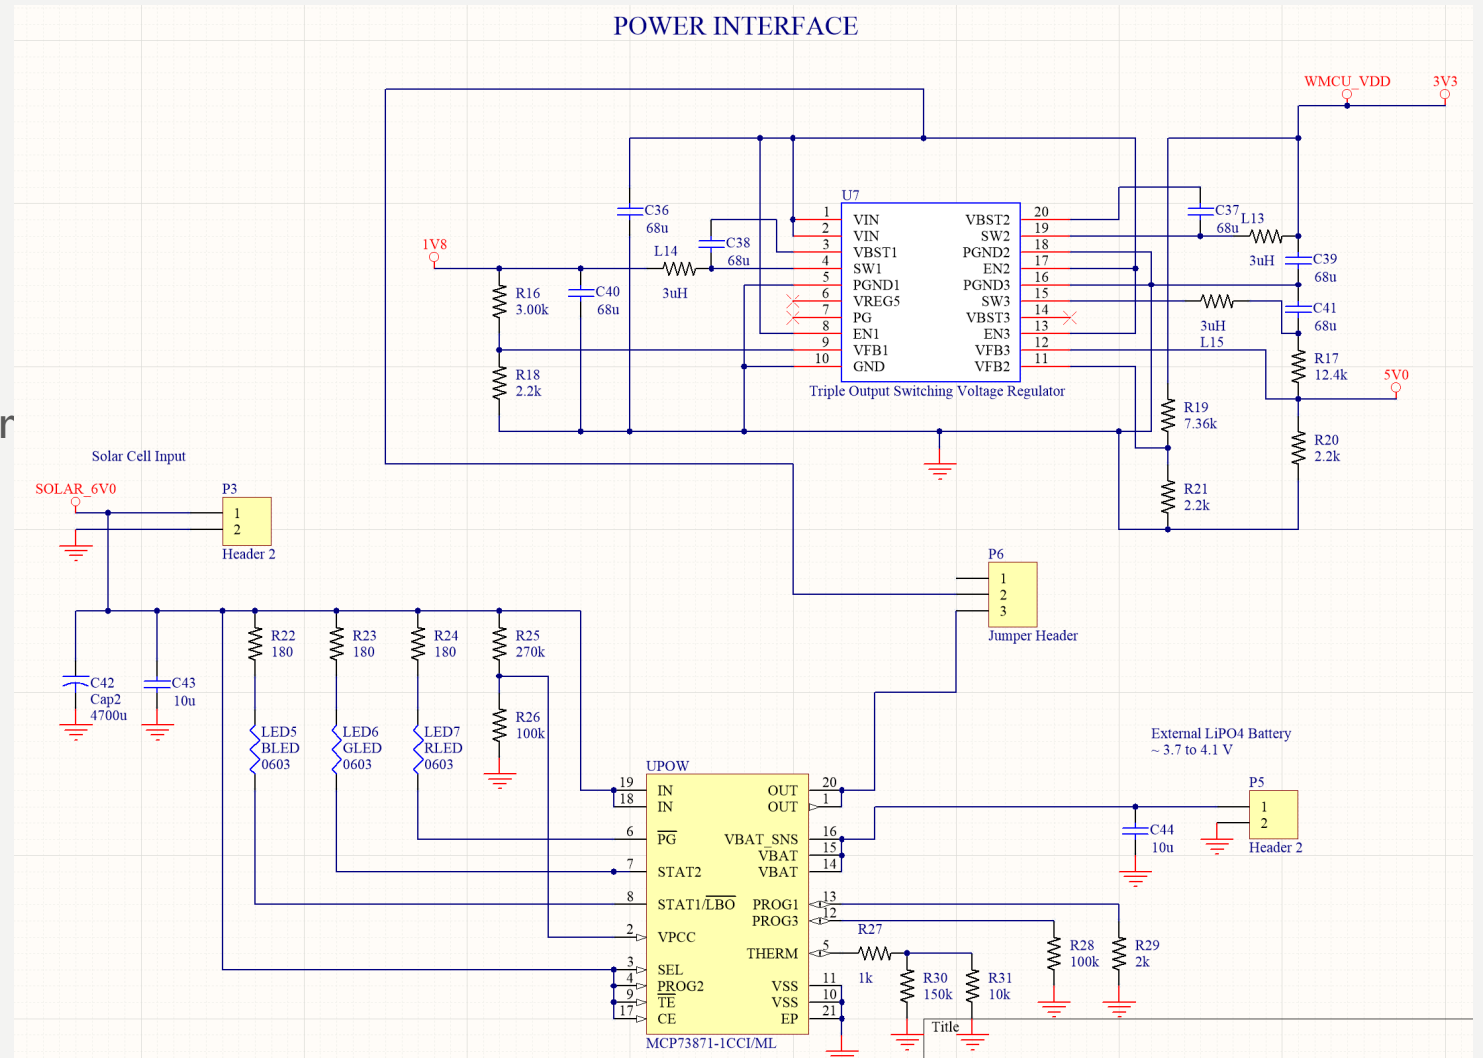 POWER INTERFACE
WMCU_VDD
3V3
U7
1
2
3
4
5
6
7
8
9
10
VIN
VIN
VBST1
SW1
PGND1
VREG5
PG
EN1
VFB1
GND
VBST2
SW2
PGND2
EN2
PGND3
SW3
VBST3
EN3
VFB3
VFB2
20
19
18
17
16
15
14
13
12
11
Triple Output Switching Voltage Regulator
C36
68u
C38
68u
L14
3uH
1V8
R16
3.00k
C40
68u
R18
2.2k
C37
68u
L13
3uH
C39
68u
C41
68u
3uH
L15
R17
12.4k
5V0
R19
7.36k
R20
2.2k
R21
2.2k
Solar Cell Input
SOLAR_6V0
P3
1
2
Header 2
P6
1
2
3
Jumper Header
R22
180
R23
180
R24
180
R25
270k
R26
100k
C42
Cap2
4700u
C43
10u
LED5
BLED
0603
LED6
GLED
0603
LED7
RLED
0603
External LiPO4 Battery
~ 3.7 to 4.1 V
P5
1
2
Header 2
C44
10u
UPOW
19
18
6
7
8
2
3
4
9
17
IN
IN
PG
STAT2
STAT1/LBO
VPCC
SEL
PROG2
TE
CE
OUT
OUT
VBAT_SNS
VBAT
VBAT
PROG1
PROG3
THERM
VSS
VSS
EP
20
1
16
15
14
13
12
5
11
10
21
MCP73871-1CCI/ML
R27
1k
R28
100k
R29
2k
R30
150k
R31
10k
Title